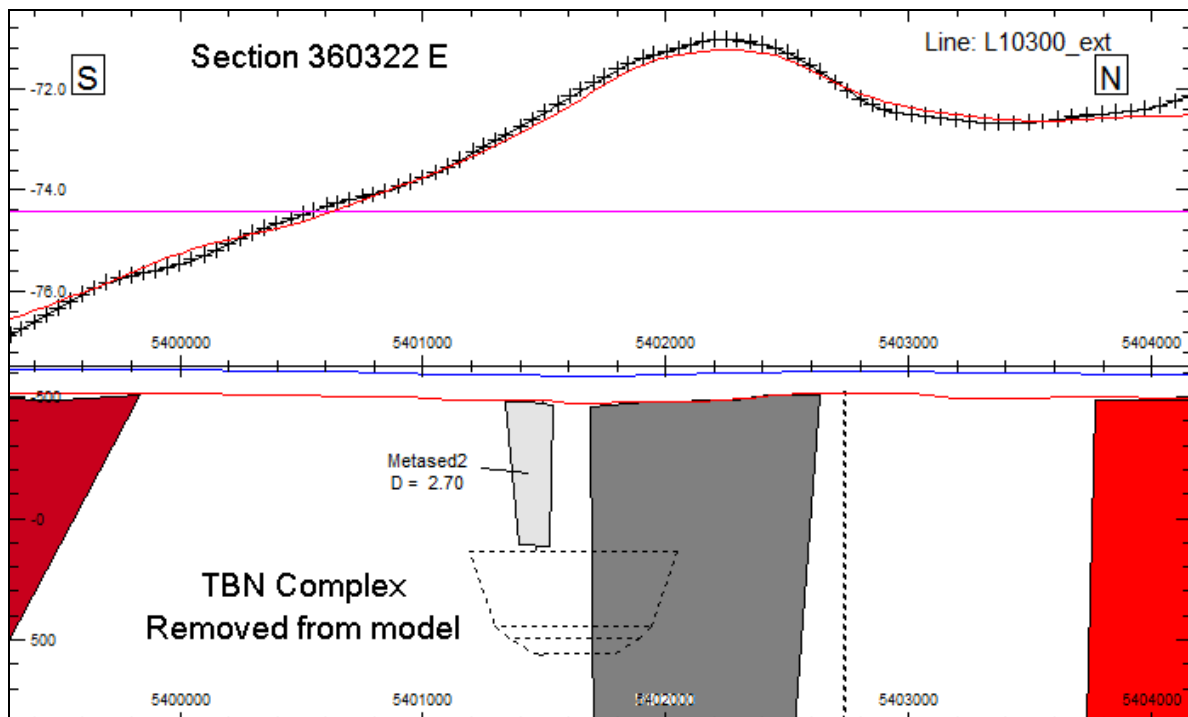 Section 360322 E
Line: L10300_ext
S
N
-72.0
-74.0
-76.0
5400000 5401000 5402000 5403000 5404000
-500
Metased2
D = 2.70
-0
TBN Complex
Removed from model
500
5400000 5401000 5402000 5403000 5404000